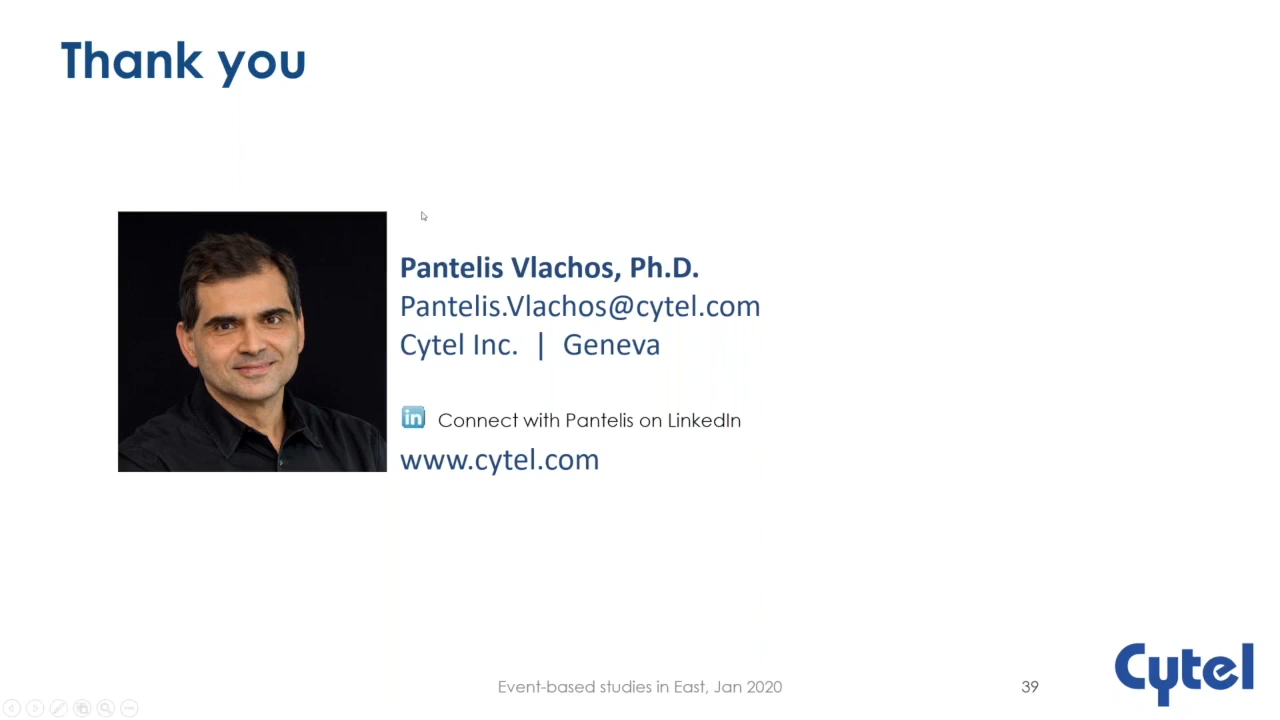 Thank you
Pantelis Vlachos, Ph.D.
Pantelis.Vlachos@cytel.com
Cytel Inc. | Geneva
in Connect with Pantelis on LinkedIn
www.cytel.com
Event-based studies in East, Jan 2020
39
Cytel